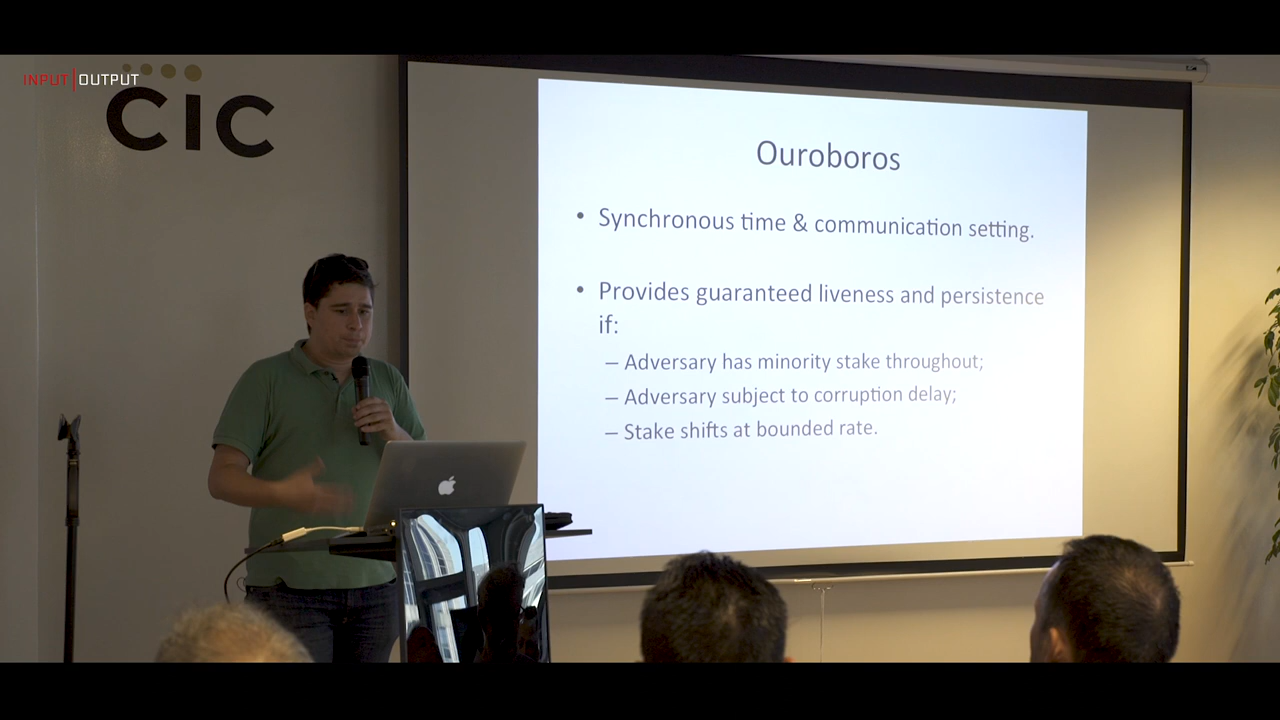 INPUT|OUTPUT
CIC
Ouroboros
• Synchronous time & communication setting.
• Provides guaranteed liveness and persistence
if:
– Adversary has minority stake throughout;
– Adversary subject to corruption delay;
– Stake shifts at bounded rate.